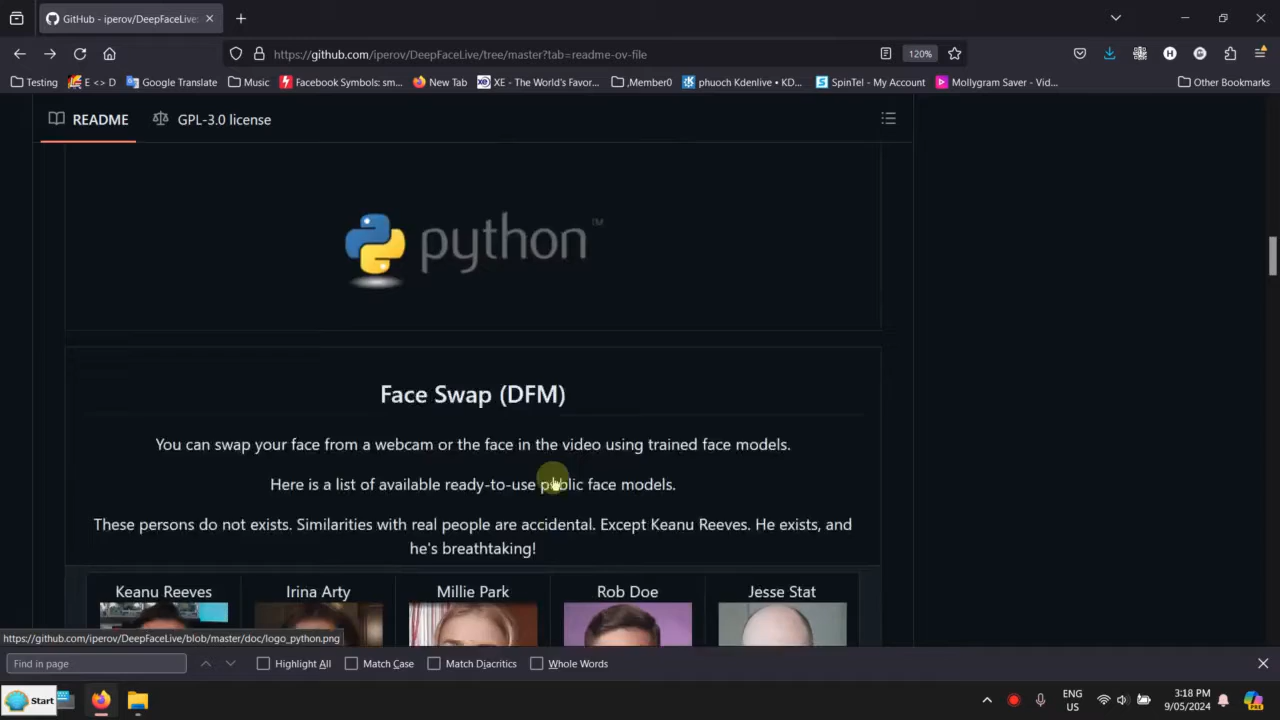 GitHub - iperov/DeepFaceLive:
https://github.com/iperov/DeepFaceLive/tree/master?tab=readme-ov-file
120%
Testing
E <> D
Google Translate
Music
Facebook Symbols: sm...
New Tab
XE - The World's Favor...
,Member0
phuoch Kdenlive • KD...
SpinTel - My Account
Mollygram Saver - Vid...
Other Bookmarks
README
GPL-3.0 license
python™
Face Swap (DFM)
You can swap your face from a webcam or the face in the video using trained face models.
Here is a list of available ready-to-use public face models.
These persons do not exists. Similarities with real people are accidental. Except Keanu Reeves. He exists, and
he's breathtaking!
Keanu Reeves
Irina Arty
Millie Park
Rob Doe
Jesse Stat
https://github.com/iperov/DeepFaceLive/blob/master/doc/logo_python.png
Find in page
Highlight All
Match Case
Match Diacritics
Whole Words
Start
ENG
US
3:18 PM
9/05/2024